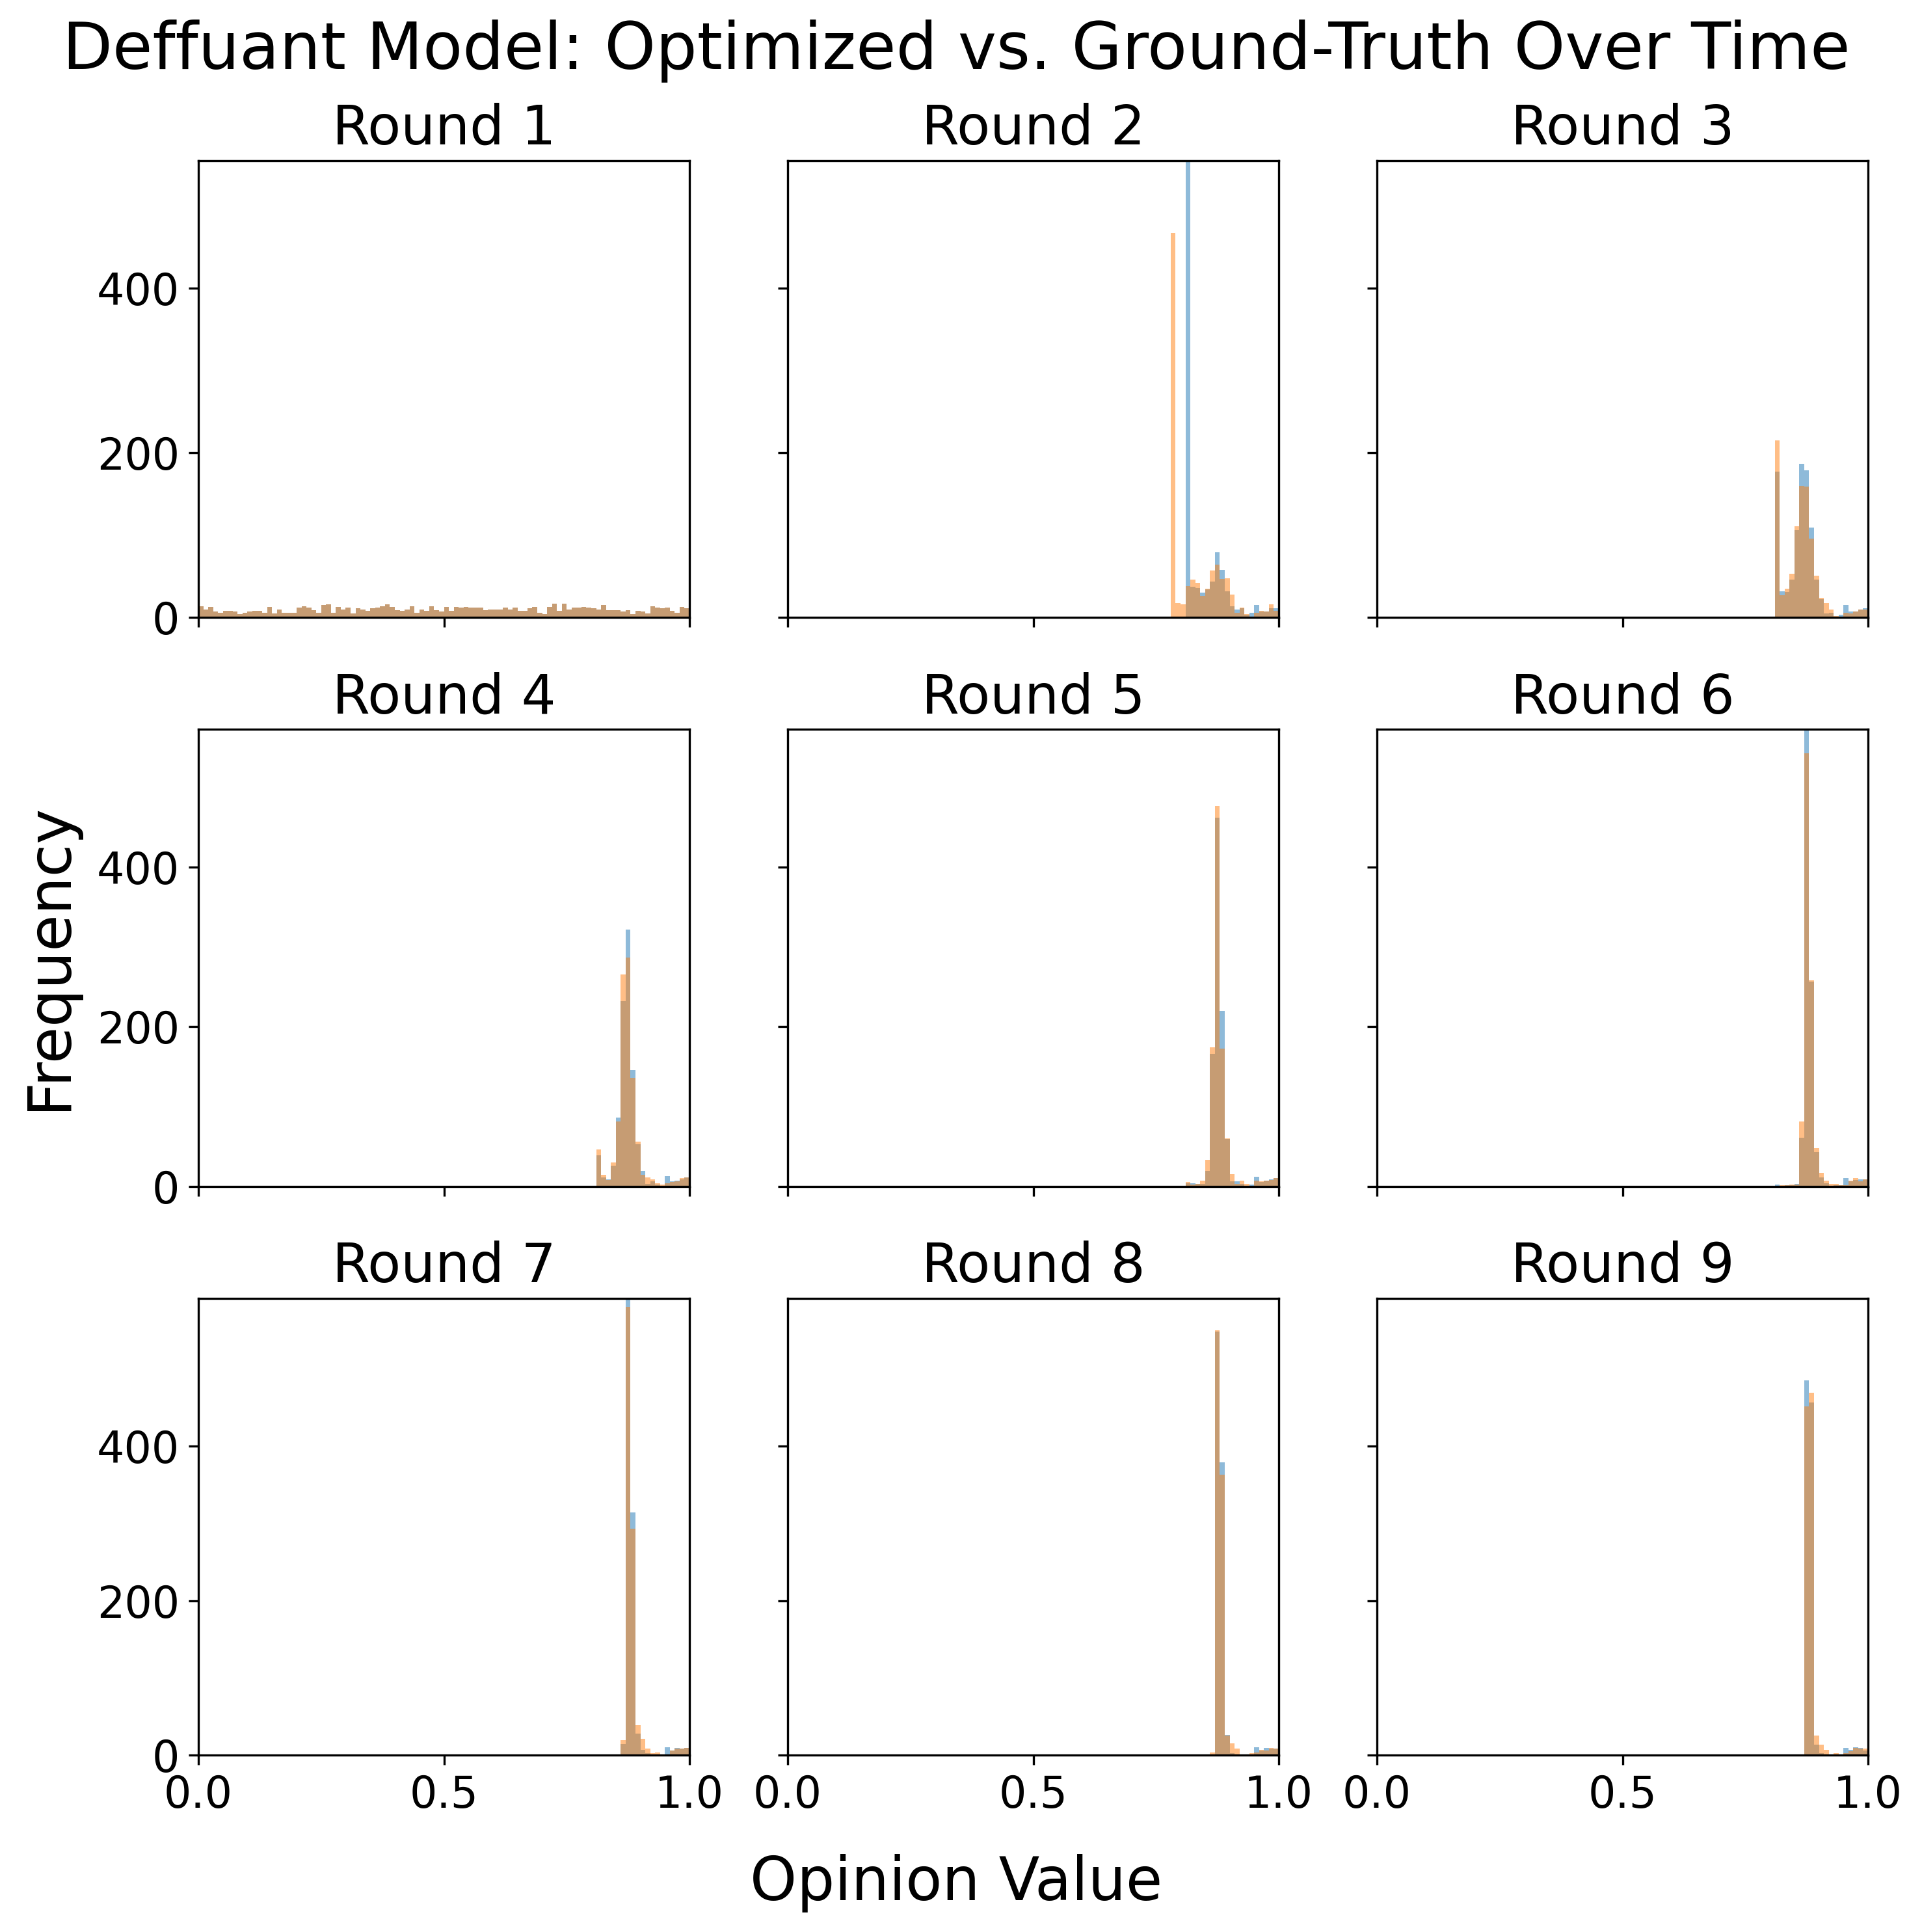 Deffuant Model: Optimized vs. Ground-Truth Over Time
Round 1
Round 2
Round 3
400
200
0
Round 4
Round 5
Round 6
Frequency
400
200
0
Round 7
Round 8
Round 9
400
200
0
0.0 0.5 1.0 0.0 0.5 1.0 0.0 0.5 1.0
Opinion Value